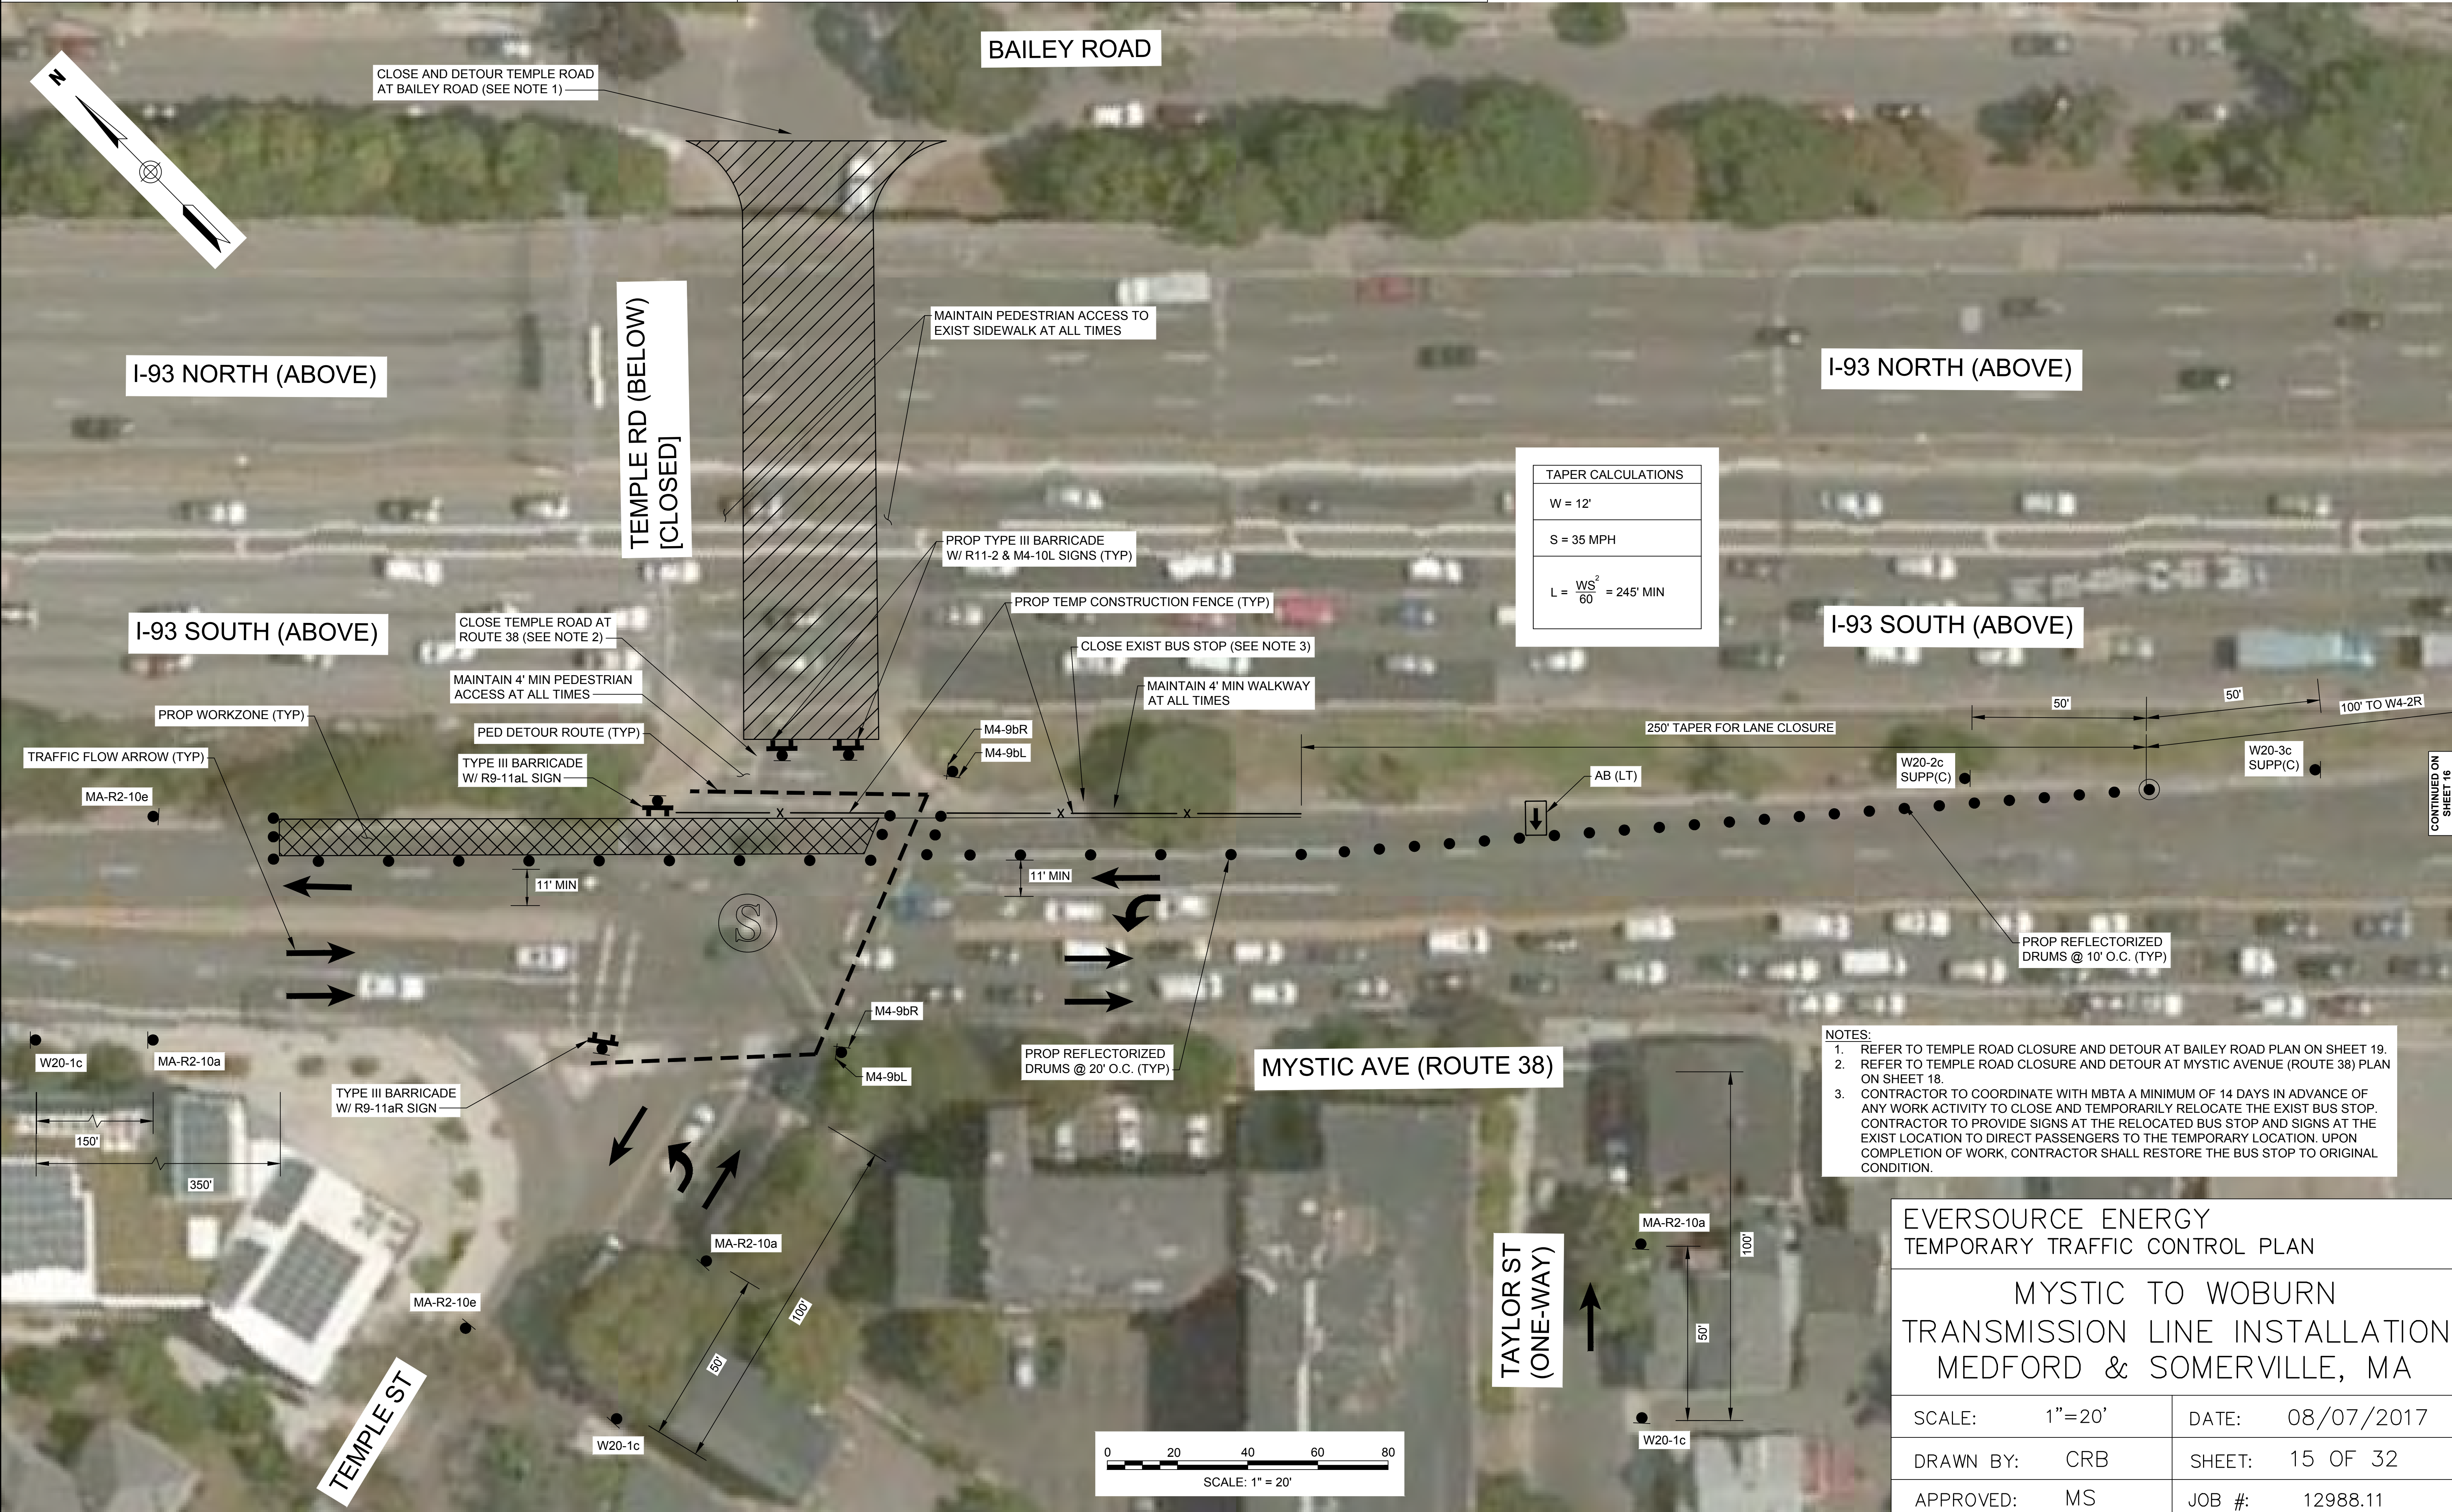 BAILEY ROAD
N
CLOSE AND DETOUR TEMPLE ROAD
AT BAILEY ROAD (SEE NOTE 1)
MAINTAIN PEDESTRIAN ACCESS TO
EXIST SIDEWALK AT ALL TIMES
I-93 NORTH (ABOVE)
TEMPLE RD (BELOW)
[CLOSED]
I-93 NORTH (ABOVE)
TAPER CALCULATIONS
W = 12'
S = 35 MPH
L = WS²/60 = 245' MIN
PROP TYPE III BARRICADE
W/ R11-2 & M4-10L SIGNS (TYP)
PROP TEMP CONSTRUCTION FENCE (TYP)
I-93 SOUTH (ABOVE)
CLOSE TEMPLE ROAD AT
ROUTE 38 (SEE NOTE 2)
CLOSE EXIST BUS STOP (SEE NOTE 3)
I-93 SOUTH (ABOVE)
MAINTAIN 4' MIN PEDESTRIAN
ACCESS AT ALL TIMES
MAINTAIN 4' MIN WALKWAY
AT ALL TIMES
PROP WORKZONE (TYP)
PED DETOUR ROUTE (TYP)
M4-9bR
M4-9bL
250' TAPER FOR LANE CLOSURE
50'
50'
100' TO W4-2R
TRAFFIC FLOW ARROW (TYP)
TYPE III BARRICADE
W/ R9-11aL SIGN
AB (LT)
W20-2c
SUPP(C)
W20-3c
SUPP(C)
CONTINUED ON
SHEET 16
MA-R2-10e
X
X
X
11' MIN
11' MIN
S
PROP REFLECTORIZED
DRUMS @ 10' O.C. (TYP)
M4-9bR
M4-9bL
W20-1c
MA-R2-10a
TYPE III BARRICADE
W/ R9-11aR SIGN
PROP REFLECTORIZED
DRUMS @ 20' O.C. (TYP)
MYSTIC AVE (ROUTE 38)
150'
350'
NOTES:
1. REFER TO TEMPLE ROAD CLOSURE AND DETOUR AT BAILEY ROAD PLAN ON SHEET 19.
2. REFER TO TEMPLE ROAD CLOSURE AND DETOUR AT MYSTIC AVENUE (ROUTE 38) PLAN
ON SHEET 18.
3. CONTRACTOR TO COORDINATE WITH MBTA A MINIMUM OF 14 DAYS IN ADVANCE OF
ANY WORK ACTIVITY TO CLOSE AND TEMPORARILY RELOCATE THE EXIST BUS STOP.
CONTRACTOR TO PROVIDE SIGNS AT THE RELOCATED BUS STOP AND SIGNS AT THE
EXIST LOCATION TO DIRECT PASSENGERS TO THE TEMPORARY LOCATION. UPON
COMPLETION OF WORK, CONTRACTOR SHALL RESTORE THE BUS STOP TO ORIGINAL
CONDITION.
MA-R2-10a
MA-R2-10e
50'
100'
W20-1c
TEMPLE ST
TAYLOR ST
(ONE-WAY)
MA-R2-10a
50'
100'
W20-1c
0 20 40 60 80
SCALE: 1" = 20'
EVERSOURCE ENERGY
TEMPORARY TRAFFIC CONTROL PLAN
MYSTIC TO WOBURN
TRANSMISSION LINE INSTALLATION
MEDFORD & SOMERVILLE, MA
SCALE: 1"=20' DATE: 08/07/2017
DRAWN BY: CRB SHEET: 15 OF 32
APPROVED: MS JOB #: 12988.11